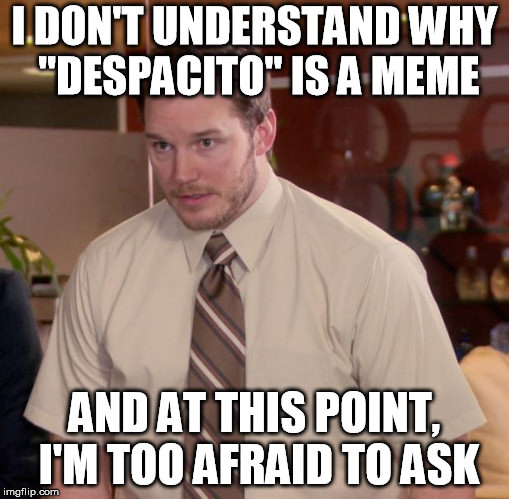 I DON'T UNDERSTAND WHY
"DESPACITO" IS A MEME
AND AT THIS POINT,
I'M TOO AFRAID TO ASK
imgflip.com